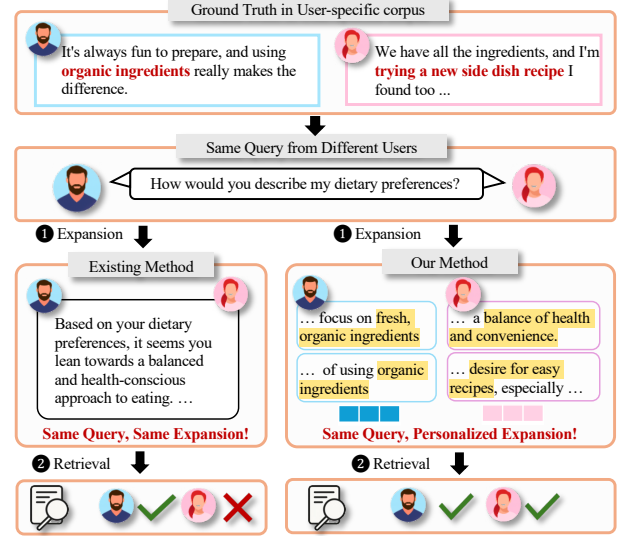 Ground Truth in User-specific corpus
It's always fun to prepare, and using
organic ingredients really makes the
difference.
We have all the ingredients, and I'm
trying a new side dish recipe I
found too ...
Same Query from Different Users
How would you describe my dietary preferences?
❶ Expansion
❶ Expansion
Existing Method
Based on your dietary
preferences, it seems you
lean towards a balanced
and health-conscious
approach to eating. …
Same Query, Same Expansion!
Our Method
… focus on fresh,
organic ingredients
… of using organic
ingredients
… a balance of health
and convenience.
… desire for easy
recipes, especially …
Same Query, Personalized Expansion!
❷ Retrieval
❷ Retrieval